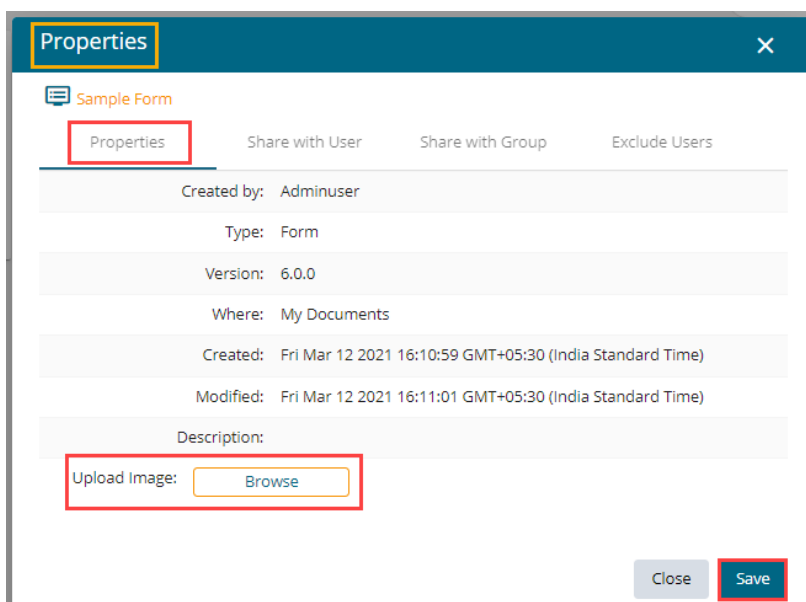 Properties
Sample Form
Properties Share with User Share with Group Exclude Users
Created by: Adminuser
Type: Form
Version: 6.0.0
Where: My Documents
Created: Fri Mar 12 2021 16:10:59 GMT+05:30 (India Standard Time)
Modified: Fri Mar 12 2021 16:11:01 GMT+05:30 (India Standard Time)
Description:
Upload Image: Browse
Close Save